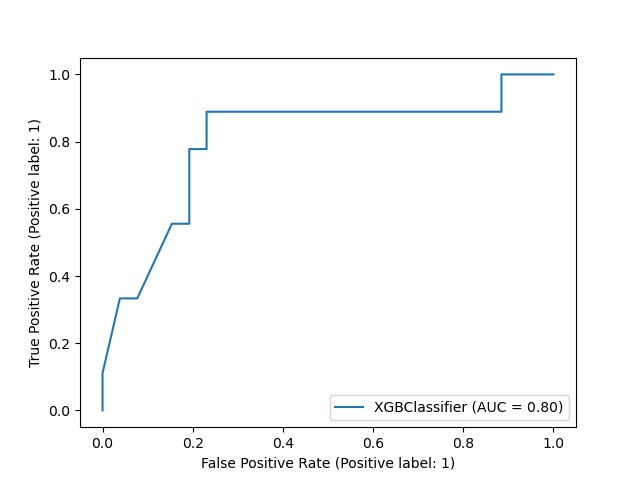 1.0
0.8
0.6
0.4
0.2
0.0
True Positive Rate (Positive label: 1)
XGBClassifier (AUC = 0.80)
0.0 0.2 0.4 0.6 0.8 1.0
False Positive Rate (Positive label: 1)